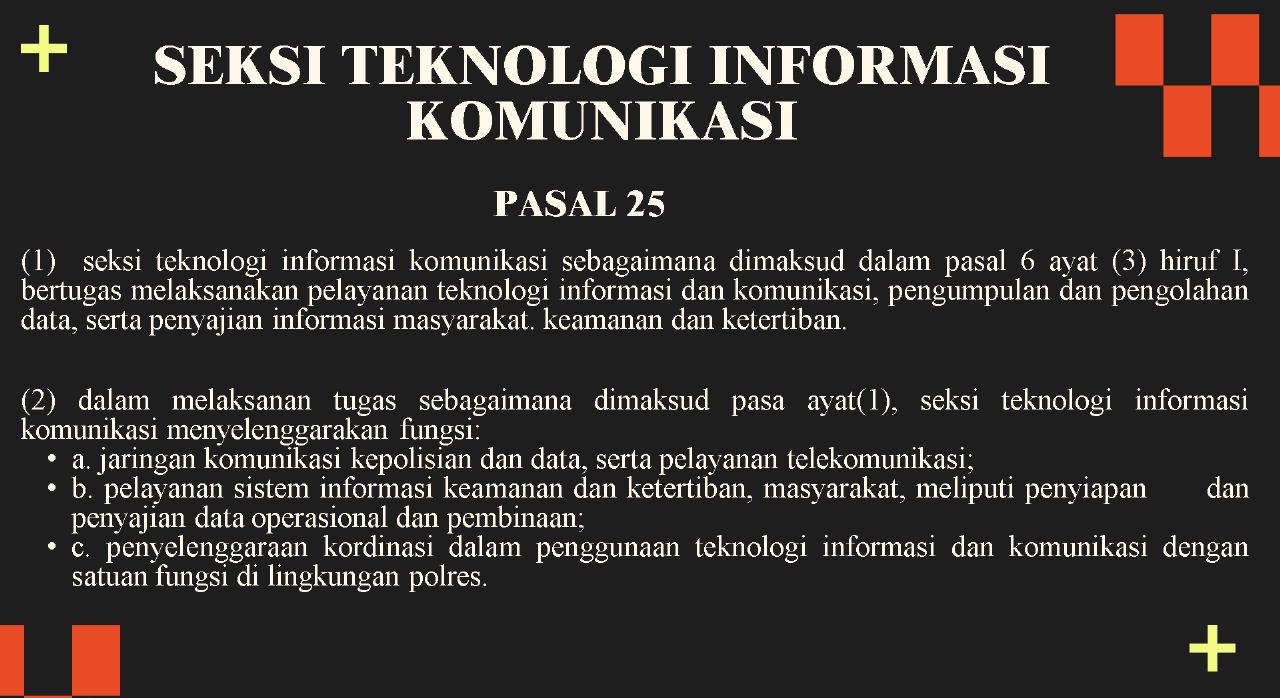 SEKSI TEKNOLOGI INFORMASI
KOMUNIKASI
PASAL 25
(1) seksi teknologi informasi komunikasi sebagaimana dimaksud dalam pasal 6 ayat (3) hiruf I,
bertugas melaksanakan pelayanan teknologi informasi dan komunikasi, pengumpulan dan pengolahan
data, serta penyajian informasi masyarakat. keamanan dan ketertiban.
(2) dalam melaksanan tugas sebagaimana dimaksud pasa ayat(1), seksi teknologi informasi
komunikasi menyelenggarakan fungsi:
• a. jaringan komunikasi kepolisian dan data, serta pelayanan telekomunikasi;
• b. pelayanan sistem informasi keamanan dan ketertiban, masyarakat, meliputi penyiapan dan
penyajian data operasional dan pembinaan;
• c. penyelenggaraan kordinasi dalam penggunaan teknologi informasi dan komunikasi dengan
satuan fungsi di lingkungan polres.